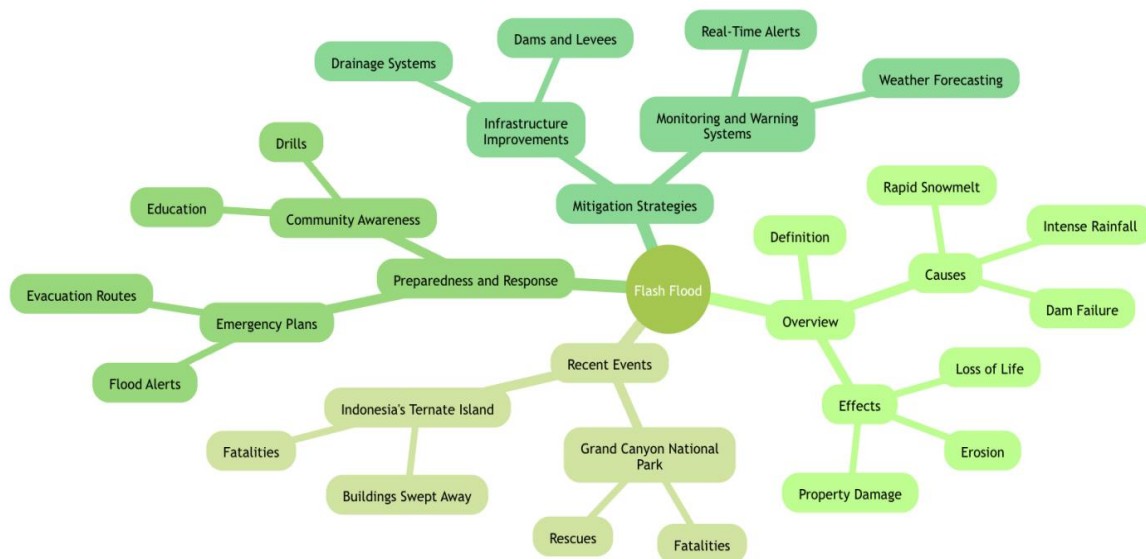 Real-Time Alerts
Dams and Levees
Drainage Systems
Weather Forecasting
Infrastructure
Improvements
Monitoring and Warning
Systems
Drills
Rapid Snowmelt
Education
Community Awareness
Mitigation Strategies
Intense Rainfall
Definition
Causes
Preparedness and Response
Flash Flood
Evacuation Routes
Emergency Plans
Overview
Dam Failure
Flood Alerts
Recent Events
Loss of Life
Indonesia's Ternate Island
Effects
Fatalities
Grand Canyon National
Park
Erosion
Buildings Swept Away
Property Damage
Rescues
Fatalities